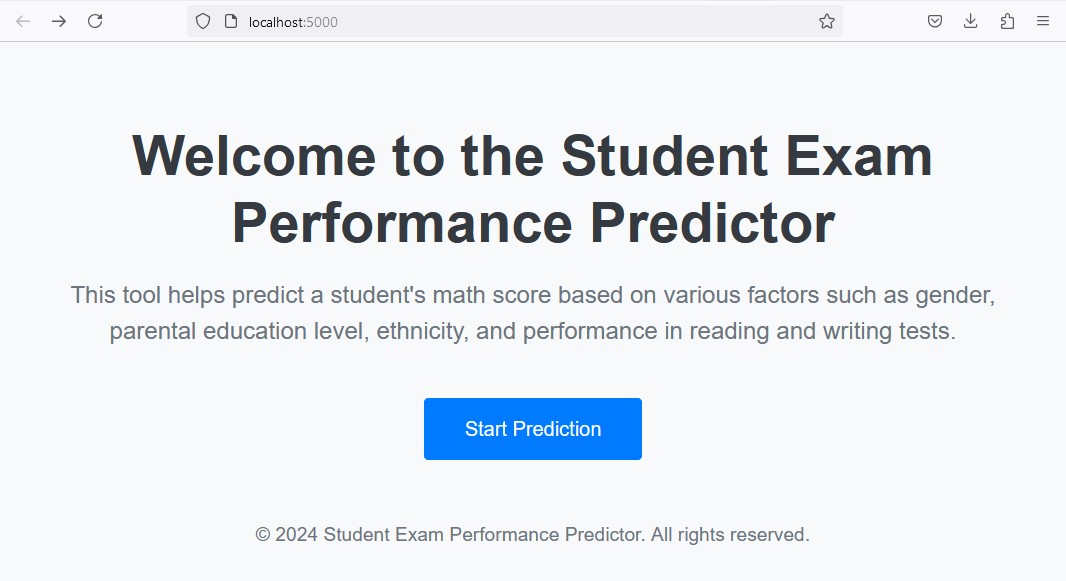 localhost:5000
Welcome to the Student Exam
Performance Predictor
This tool helps predict a student's math score based on various factors such as gender,
parental education level, ethnicity, and performance in reading and writing tests.
Start Prediction
© 2024 Student Exam Performance Predictor. All rights reserved.